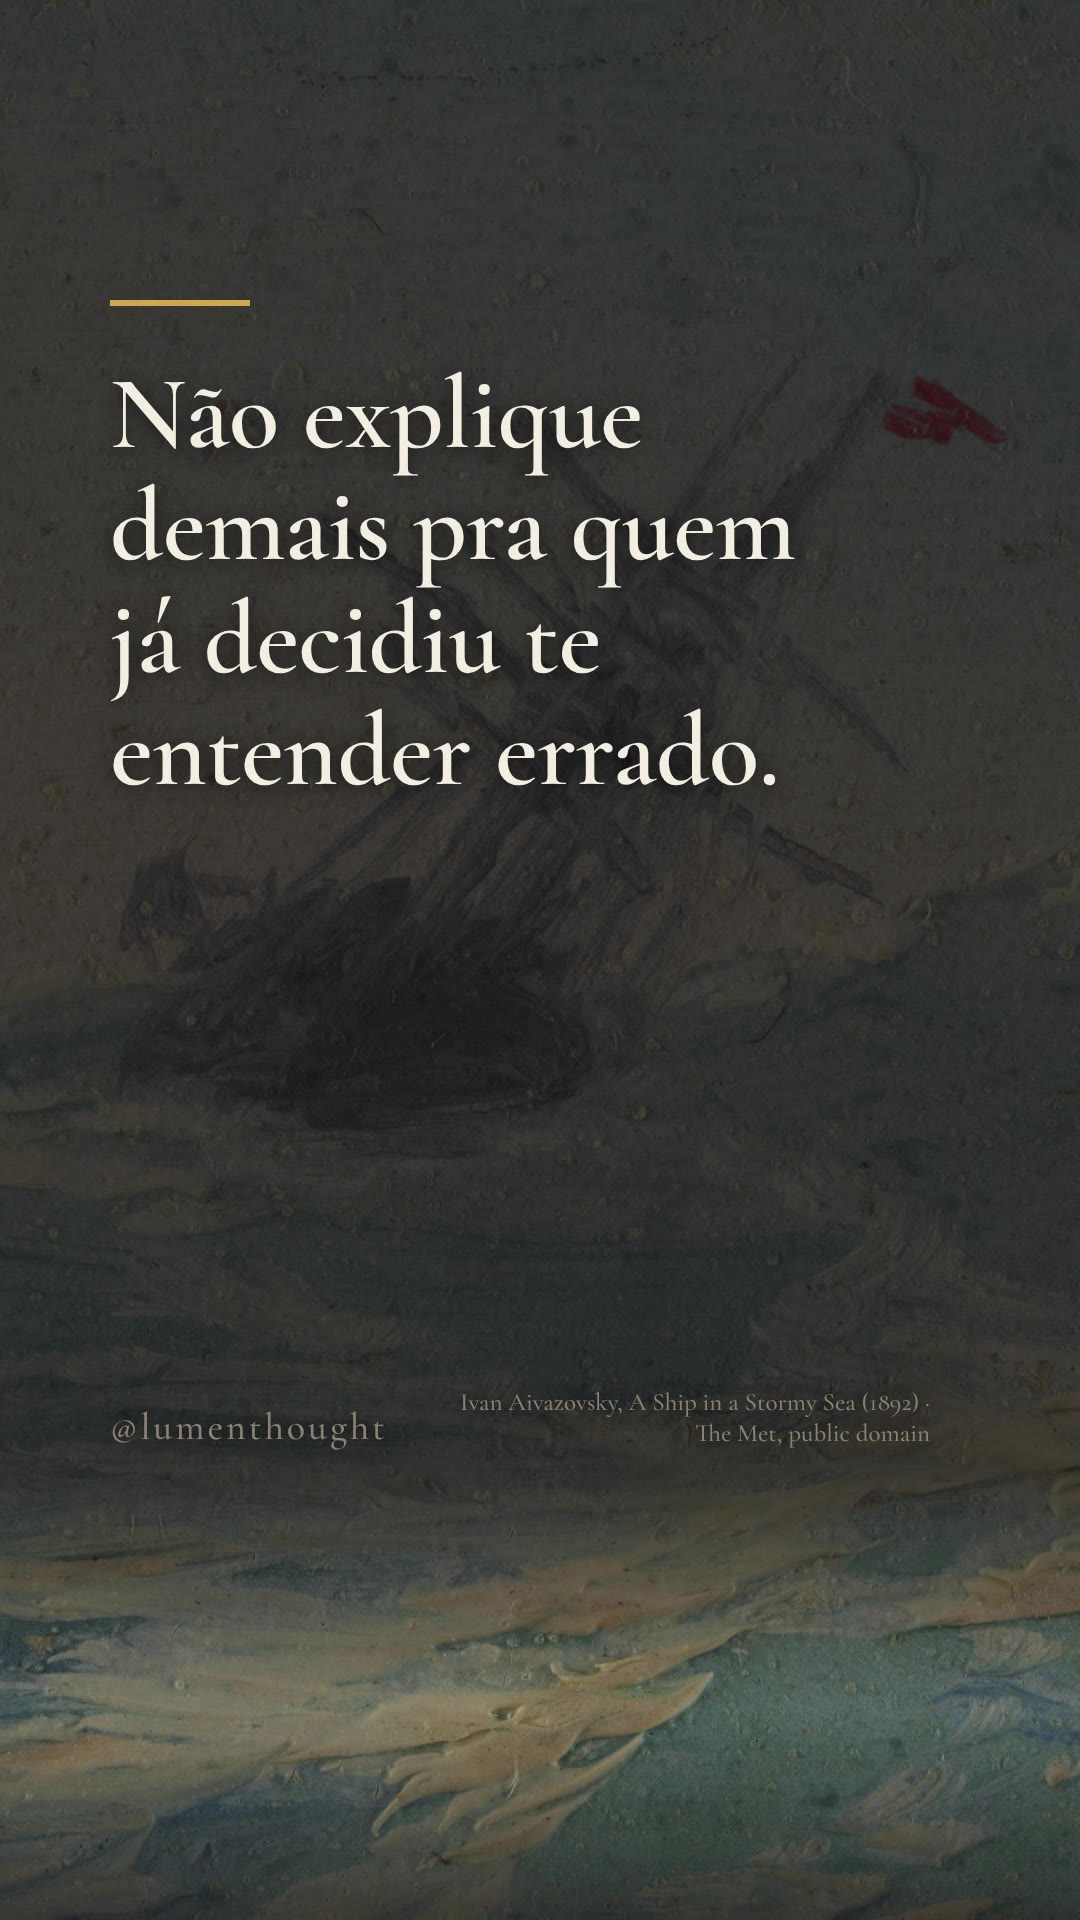 Não explique
demais pra quem
já decidiu te
entender errado.
@lumenthought
Ivan Aivazovsky, A Ship in a Stormy Sea (1892) ·
The Met, public domain